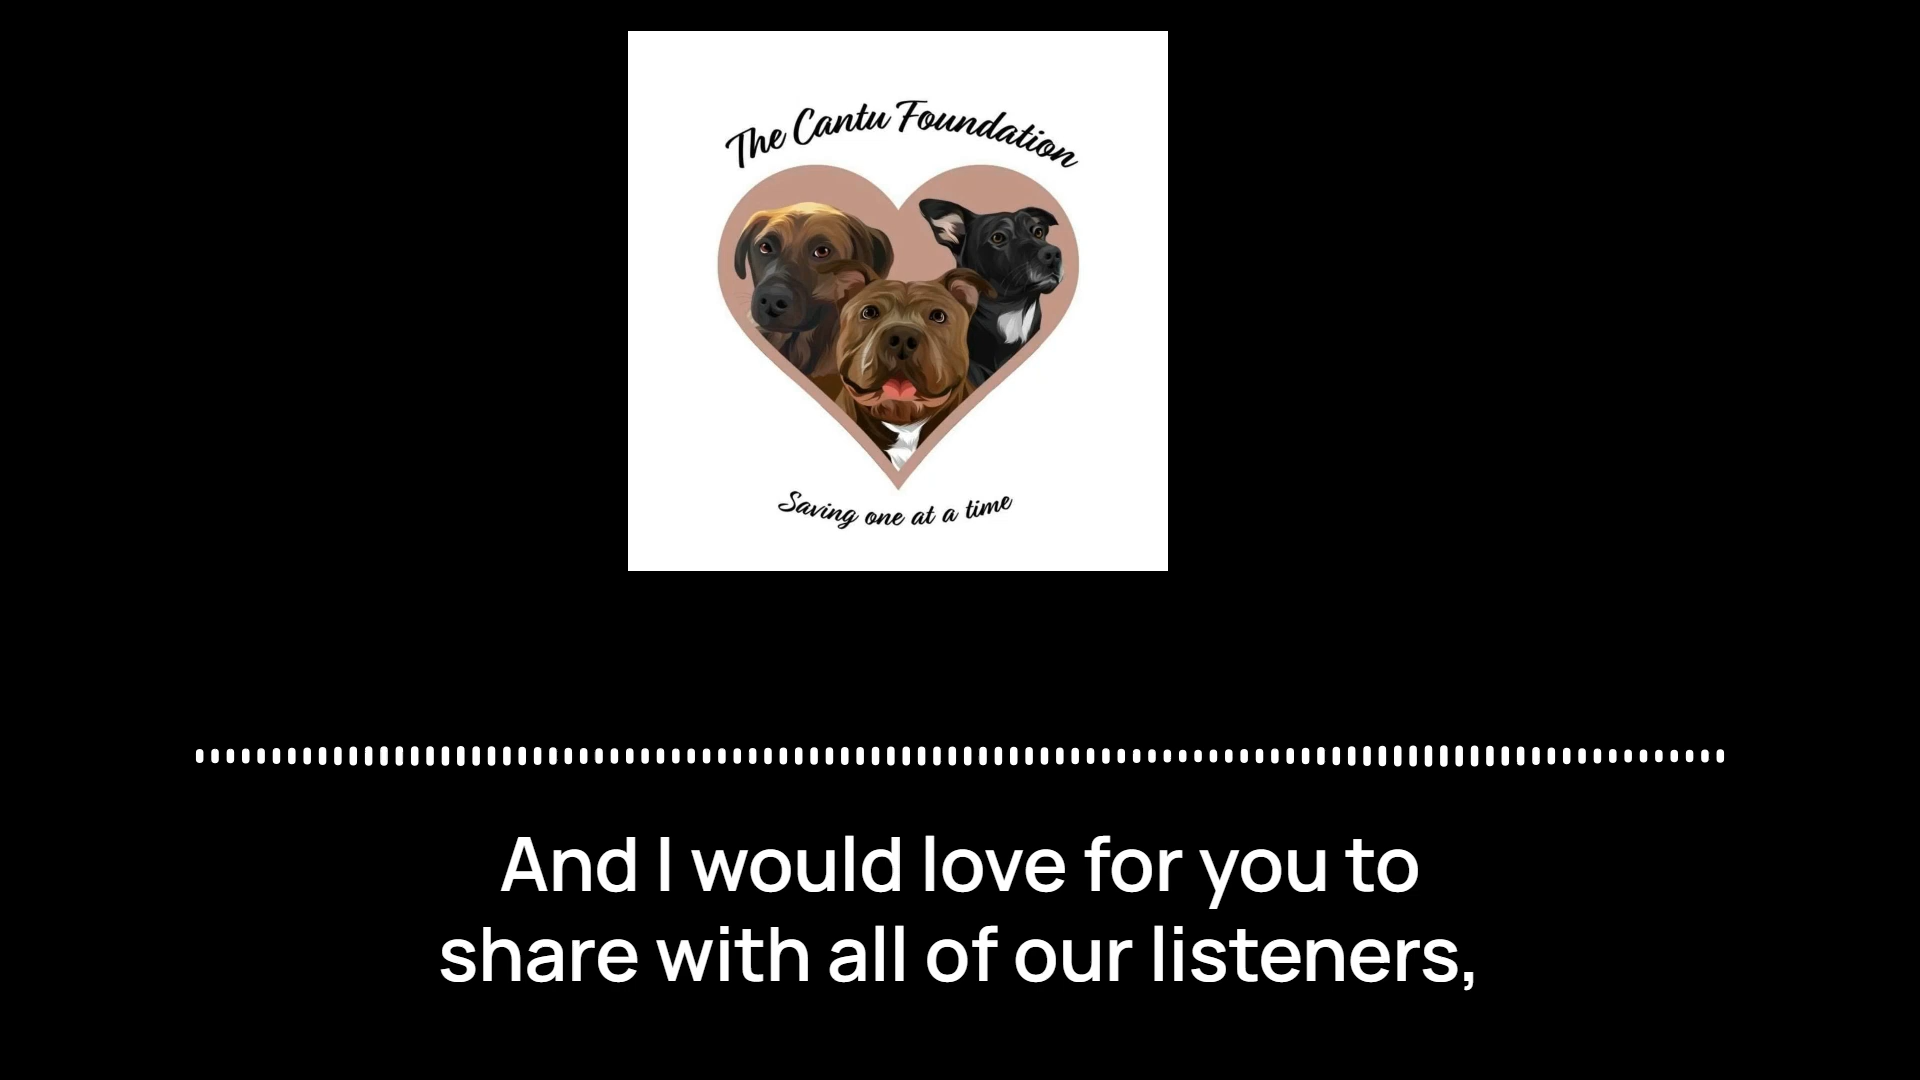 The Cantu Foundation
Saving one at a time
And I would love for you to
share with all of our listeners,